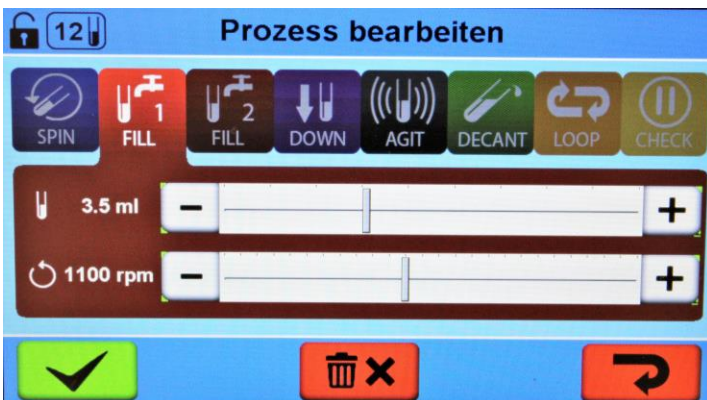 12 Prozess bearbeiten
SPIN 1 FILL 2 FILL DOWN AGIT DECANT LOOP CHECK
3.5 ml − +
1100 rpm − +